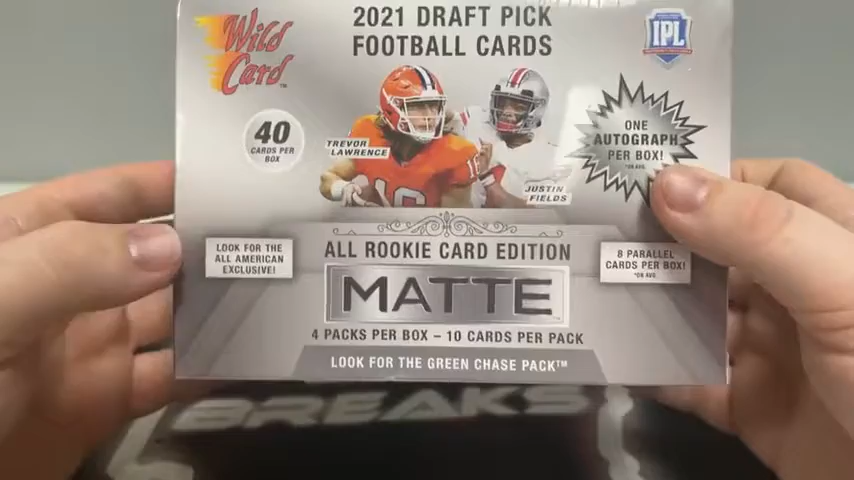 Wild
Card
™
2021 DRAFT PICK
FOOTBALL CARDS
IPL
40
CARDS PER
BOX
TREVOR
LAWRENCE
JUSTIN
FIELDS
16
ONE
AUTOGRAPH
PER BOX!
*ON AVG.
LOOK FOR THE
ALL AMERICAN
EXCLUSIVE!
ALL ROOKIE CARD EDITION
8 PARALLEL
CARDS PER BOX!
*ON AVG.
MATTE
4 PACKS PER BOX – 10 CARDS PER PACK
LOOK FOR THE GREEN CHASE PACK™
BREAKS